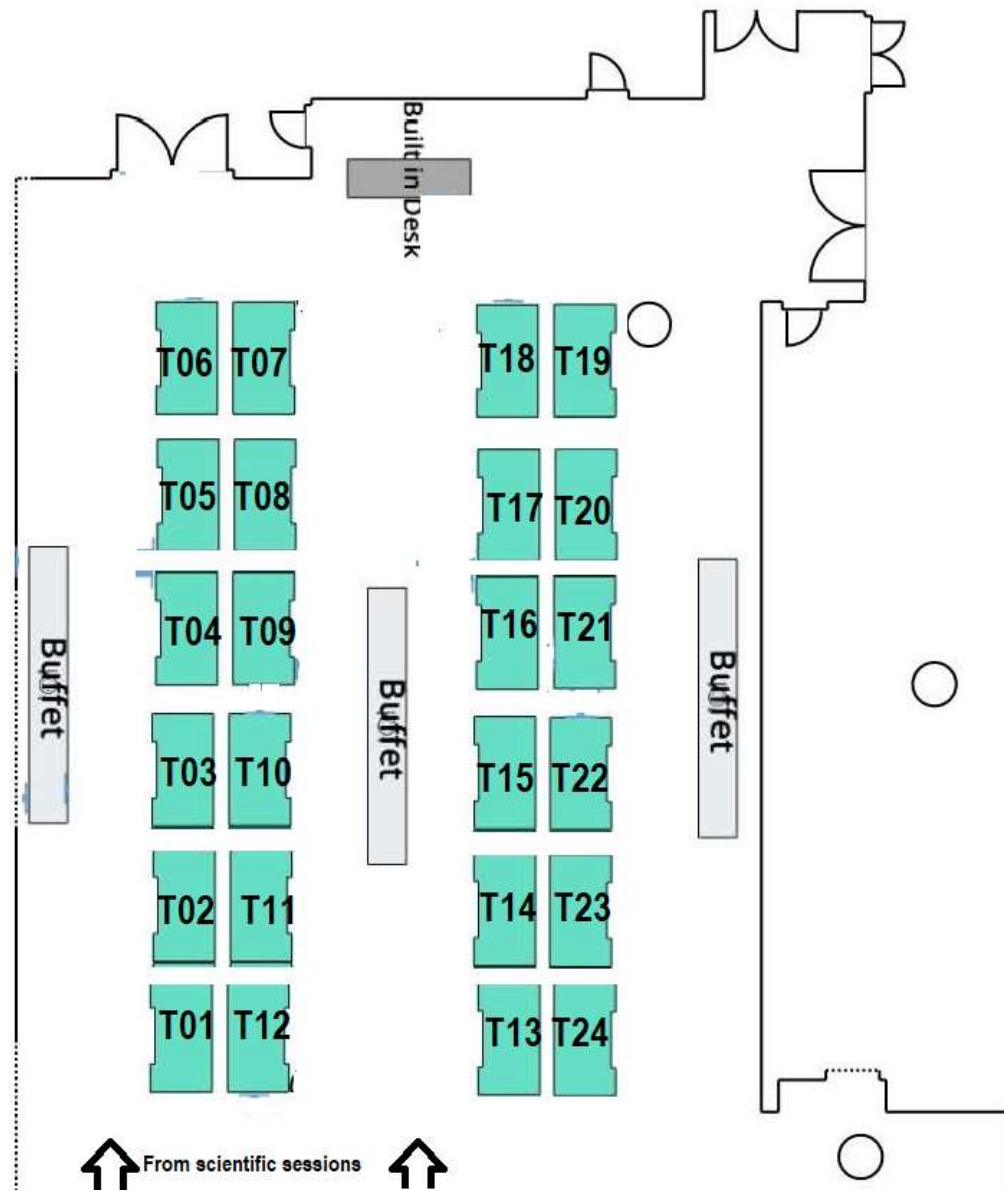 Built in Desk
T06 T07 T18 T19
T05 T08 T17 T20
T04 T09 T16 T21
Buffet
Buffet
Buffet
T03 T10 T15 T22
T02 T11 T14 T23
T01 T12 T13 T24
From scientific sessions